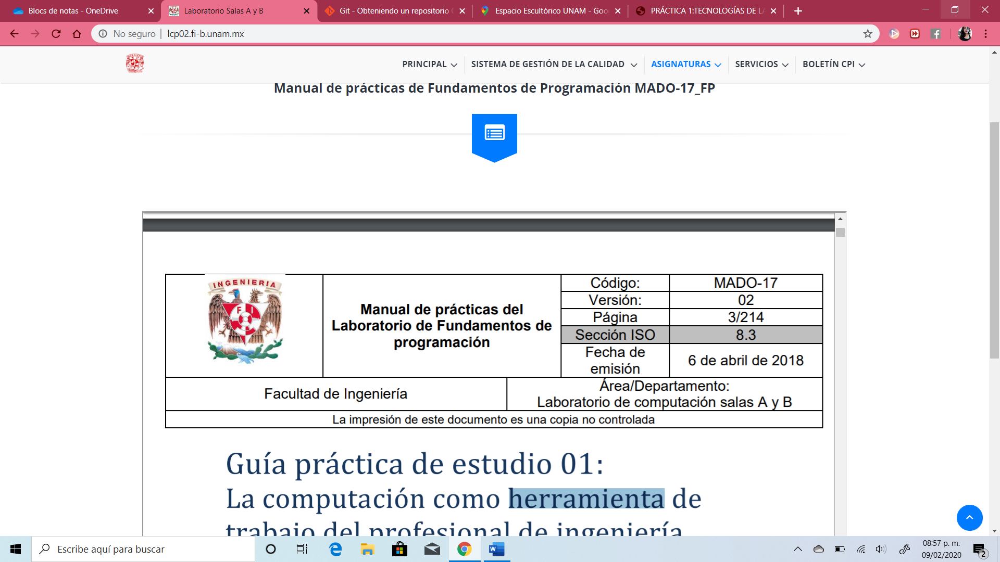 Blocs de notas - OneDrive
Laboratorio Salas A y B
Git - Obteniendo un repositorio
Espacio Escultórico UNAM - Goo
PRÁCTICA 1:TECNOLOGÍAS DE L
No seguro | lcp02.fi-b.unam.mx
PRINCIPAL
SISTEMA DE GESTIÓN DE LA CALIDAD
ASIGNATURAS
SERVICIOS
BOLETÍN CPI
Manual de prácticas de Fundamentos de Programación MADO-17_FP
INGENIERIA
F I
Manual de prácticas del
Laboratorio de Fundamentos de
programación
Código: MADO-17
Versión: 02
Página 3/214
Sección ISO 8.3
Fecha de
emisión
6 de abril de 2018
Facultad de Ingeniería
Área/Departamento:
Laboratorio de computación salas A y B
La impresión de este documento es una copia no controlada
Guía práctica de estudio 01:
La computación como herramienta de
trabajo del profesional de ingeniería
Escribe aquí para buscar
08:57 p. m.
09/02/2020
2